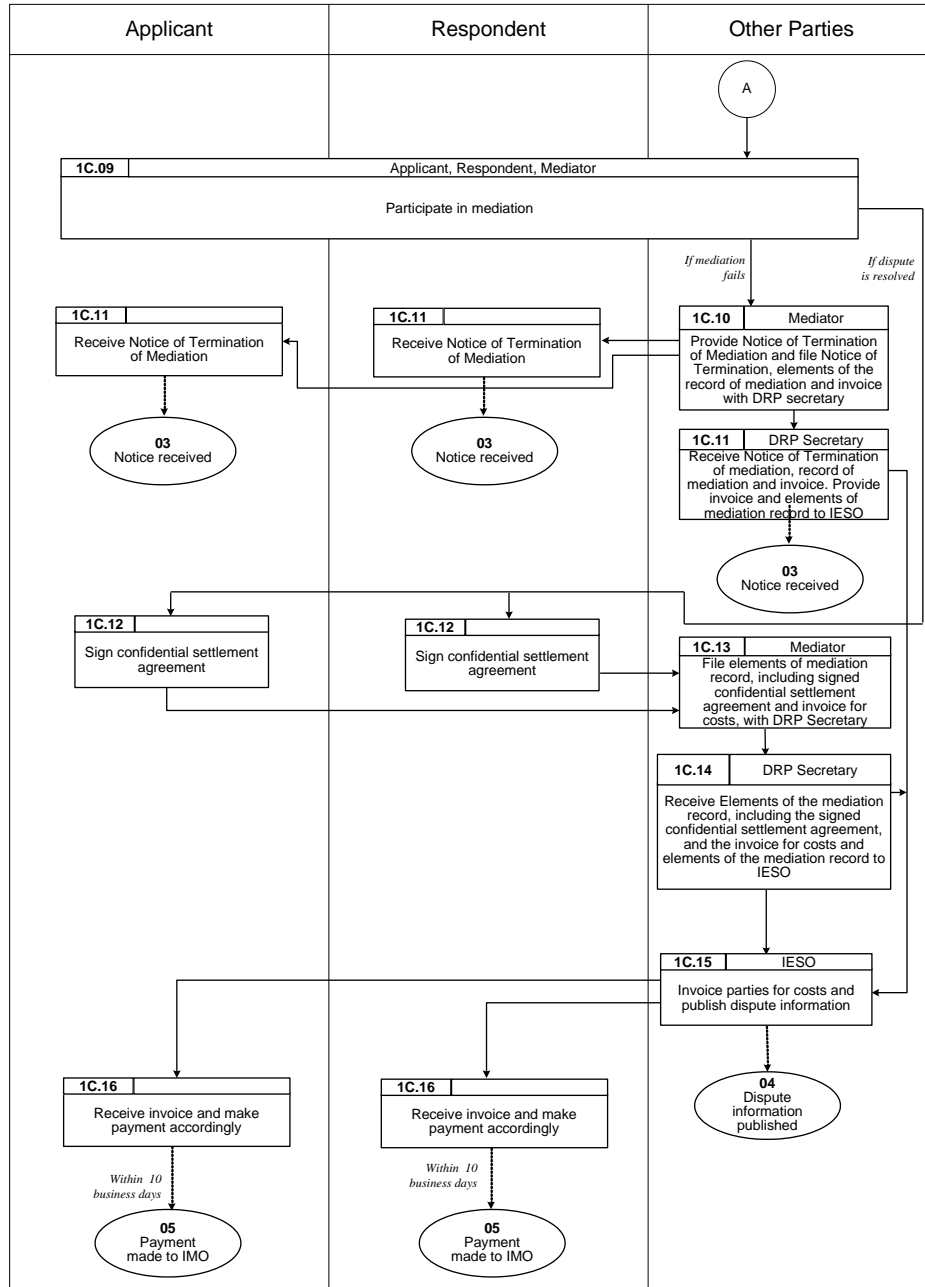 Applicant
Respondent
Other Parties
A
1C.09
Applicant, Respondent, Mediator
Participate in mediation
If mediation
fails
If dispute
is resolved
1C.11
Receive Notice of Termination
of Mediation
1C.11
Receive Notice of Termination
of Mediation
1C.10
Mediator
Provide Notice of Termination
of Mediation and file Notice of
Termination, elements of the
record of mediation and invoice
with DRP secretary
03
Notice received
03
Notice received
1C.11
DRP Secretary
Receive Notice of Termination
of mediation, record of
mediation and invoice. Provide
invoice and elements of
mediation record to IESO
03
Notice received
1C.12
Sign confidential settlement
agreement
1C.12
Sign confidential settlement
agreement
1C.13
Mediator
File elements of mediation
record, including signed
confidential settlement
agreement and invoice for
costs, with DRP Secretary
1C.14
DRP Secretary
Receive Elements of the mediation
record, including the signed
confidential settlement agreement,
and the invoice for costs and
elements of the mediation record to
IESO
1C.15
IESO
Invoice parties for costs and
publish dispute information
1C.16
Receive invoice and make
payment accordingly
1C.16
Receive invoice and make
payment accordingly
04
Dispute
information
published
Within 10
business days
Within 10
business days
05
Payment
made to IMO
05
Payment
made to IMO